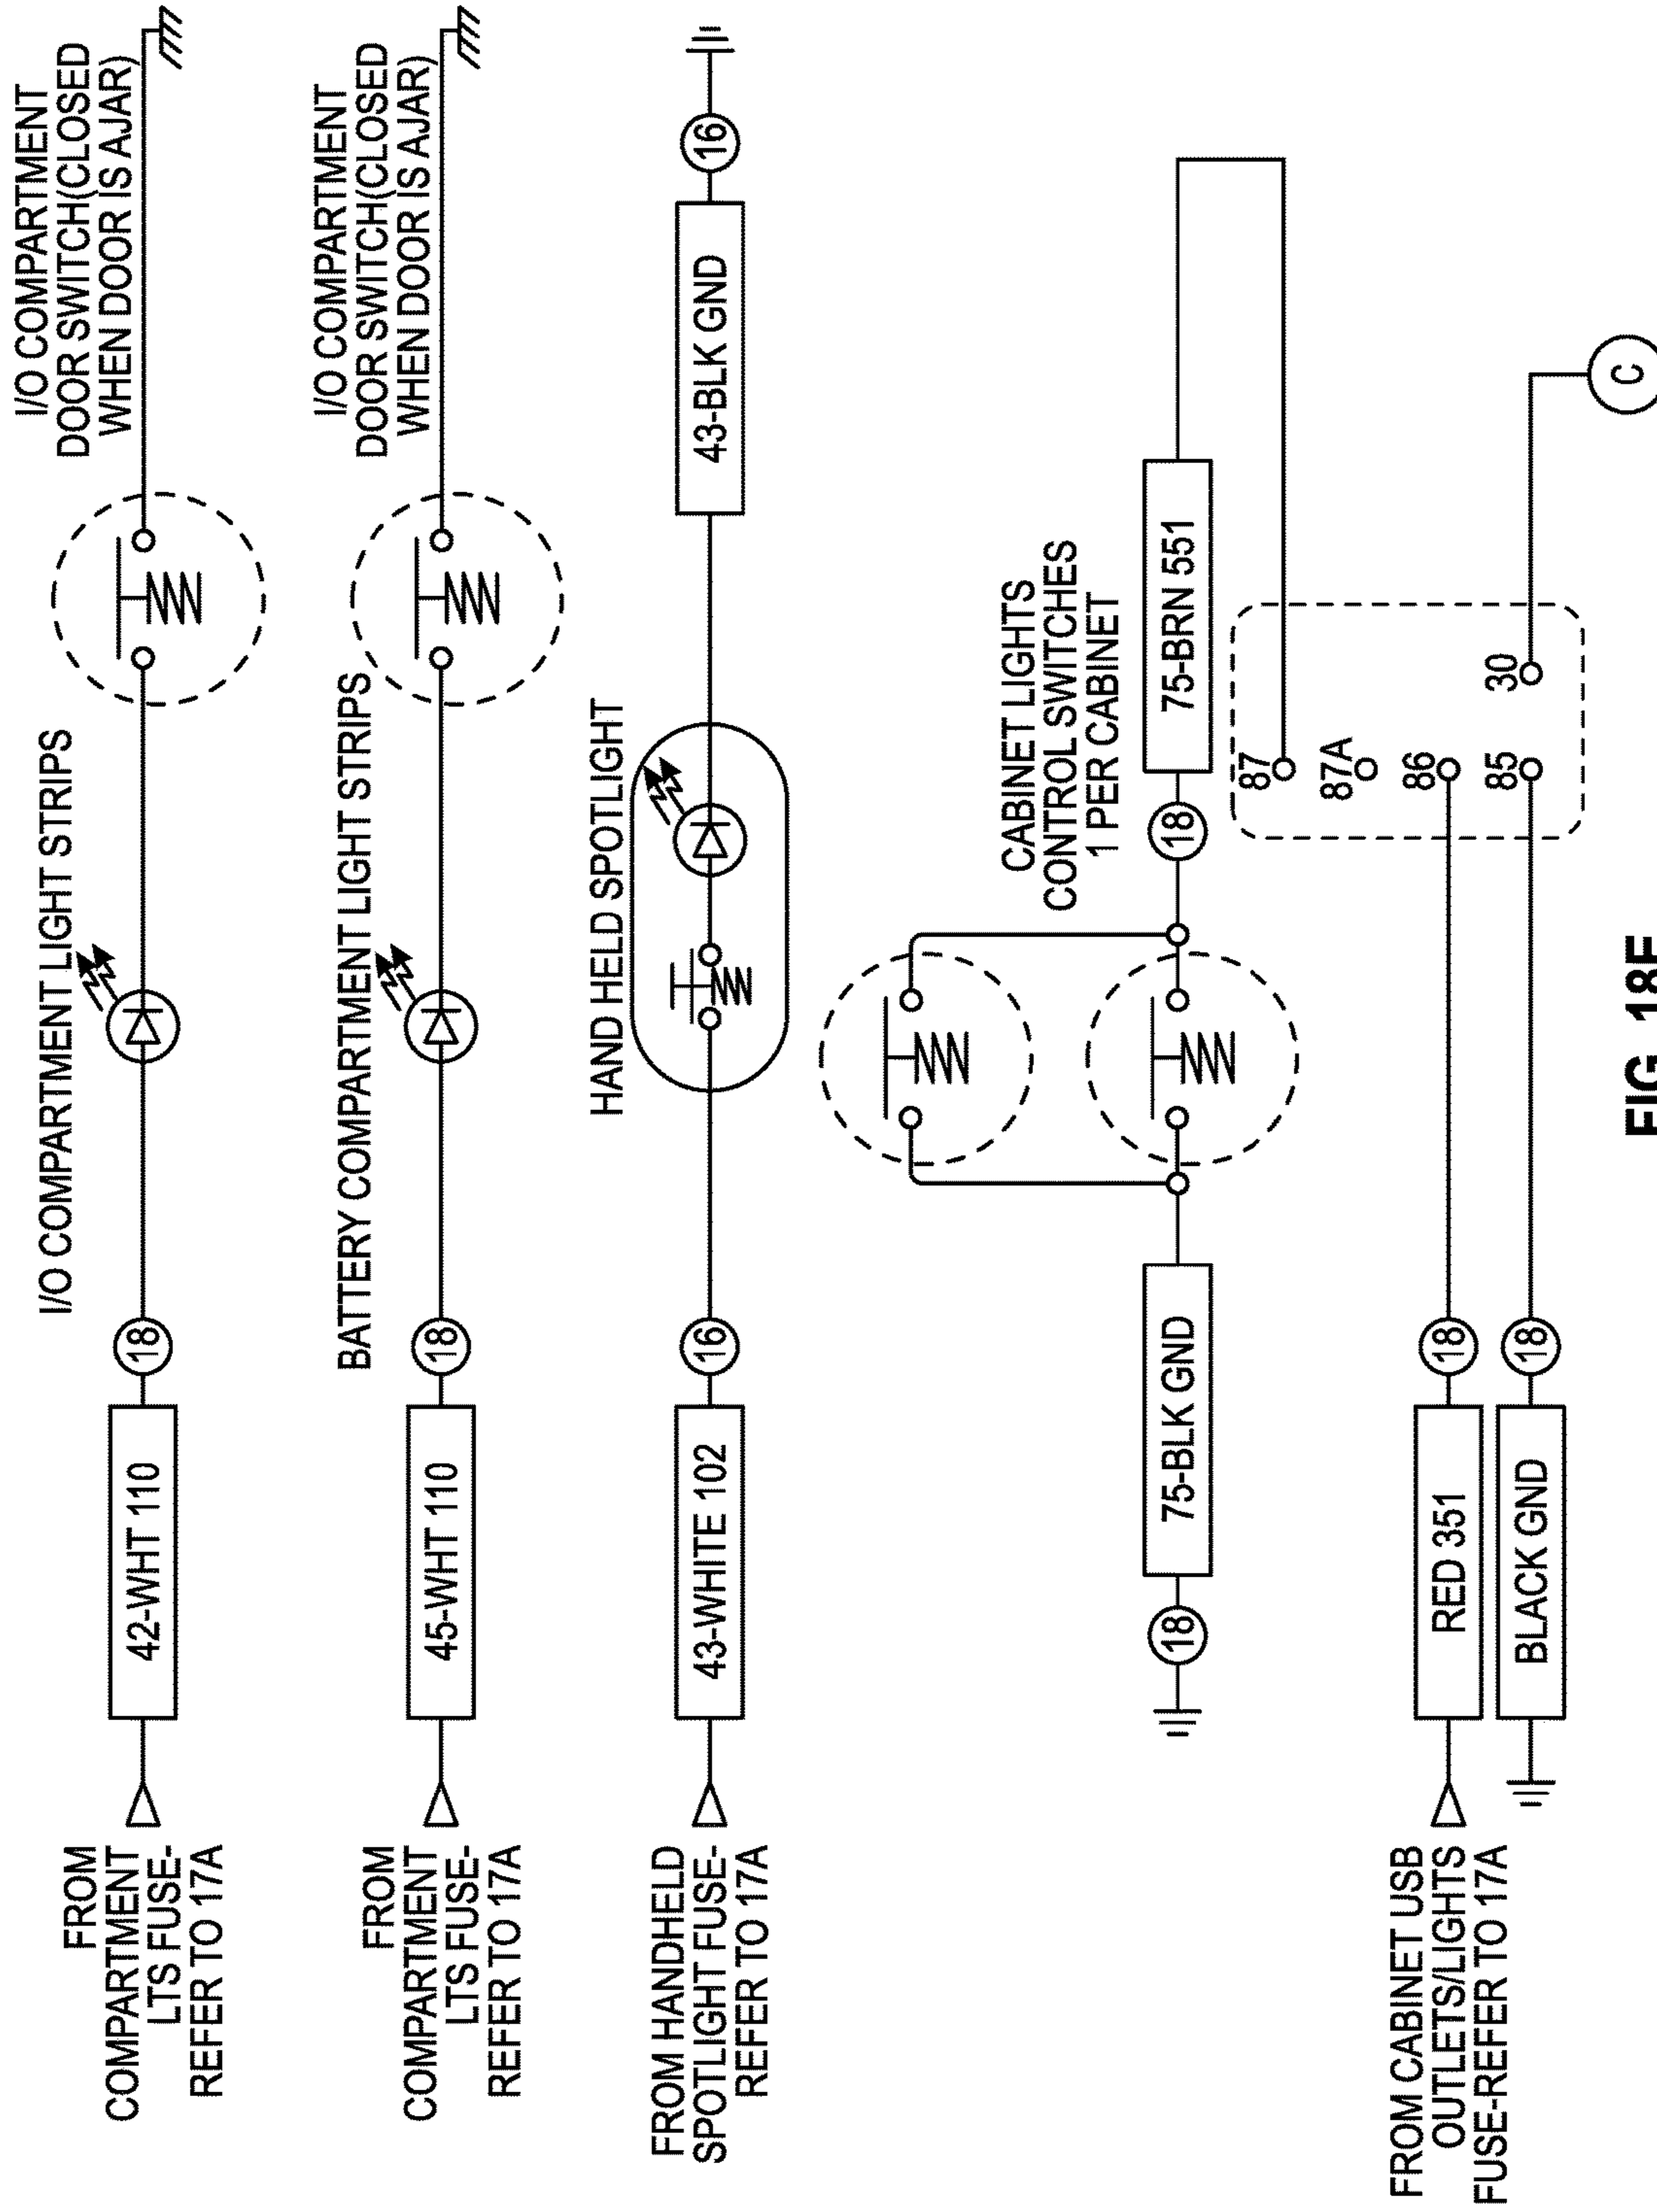 FROM
COMPARTMENT
LTS FUSE-
REFER TO 17A
42-WHT 110
18
I/O COMPARTMENT LIGHT STRIPS
I/O COMPARTMENT
DOOR SWITCH(CLOSED
WHEN DOOR IS AJAR)
FROM
COMPARTMENT
LTS FUSE-
REFER TO 17A
45-WHT 110
18
BATTERY COMPARTMENT LIGHT STRIPS
I/O COMPARTMENT
DOOR SWITCH(CLOSED
WHEN DOOR IS AJAR)
FROM HANDHELD
SPOTLIGHT FUSE-
REFER TO 17A
43-WHITE 102
16
HAND HELD SPOTLIGHT
43-BLK GND
16
18
75-BLK GND
CABINET LIGHTS
CONTROL SWITCHES
1 PER CABINET
18
75-BRN 551
FROM CABINET USB
OUTLETS/LIGHTS
FUSE-REFER TO 17A
RED 351
18
BLACK GND
18
87
87A
86
85
30
C
FIG